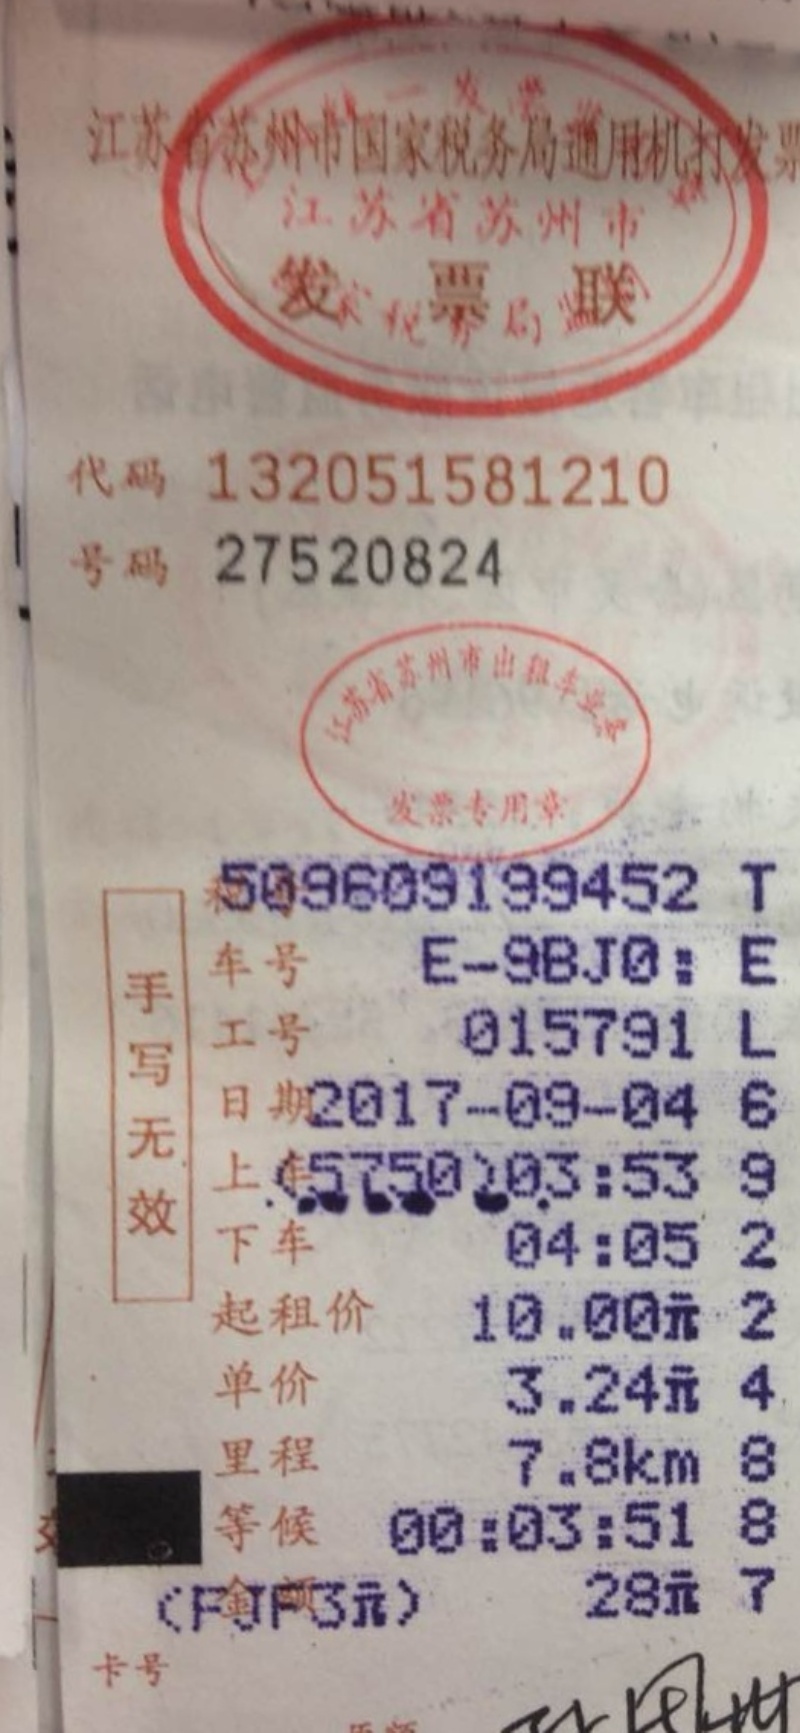 江苏省苏州市国家税务局通用机打发票
江苏省苏州市
发票联
国家税务局监制
代码 132051581210
号码 27520824
江苏省苏州市出租车业务
发票专用章
手写无效
509609199452 T
车号 E-9BJ0: E
工号 015791 L
日期 2017-09-04 6
上车 (5750)03:53 9
下车 04:05 2
起租价 10.00元 2
单价 3.24元 4
里程 7.8km 8
等候 00:03:51 8
金额 (FJF3元) 28元 7
卡号